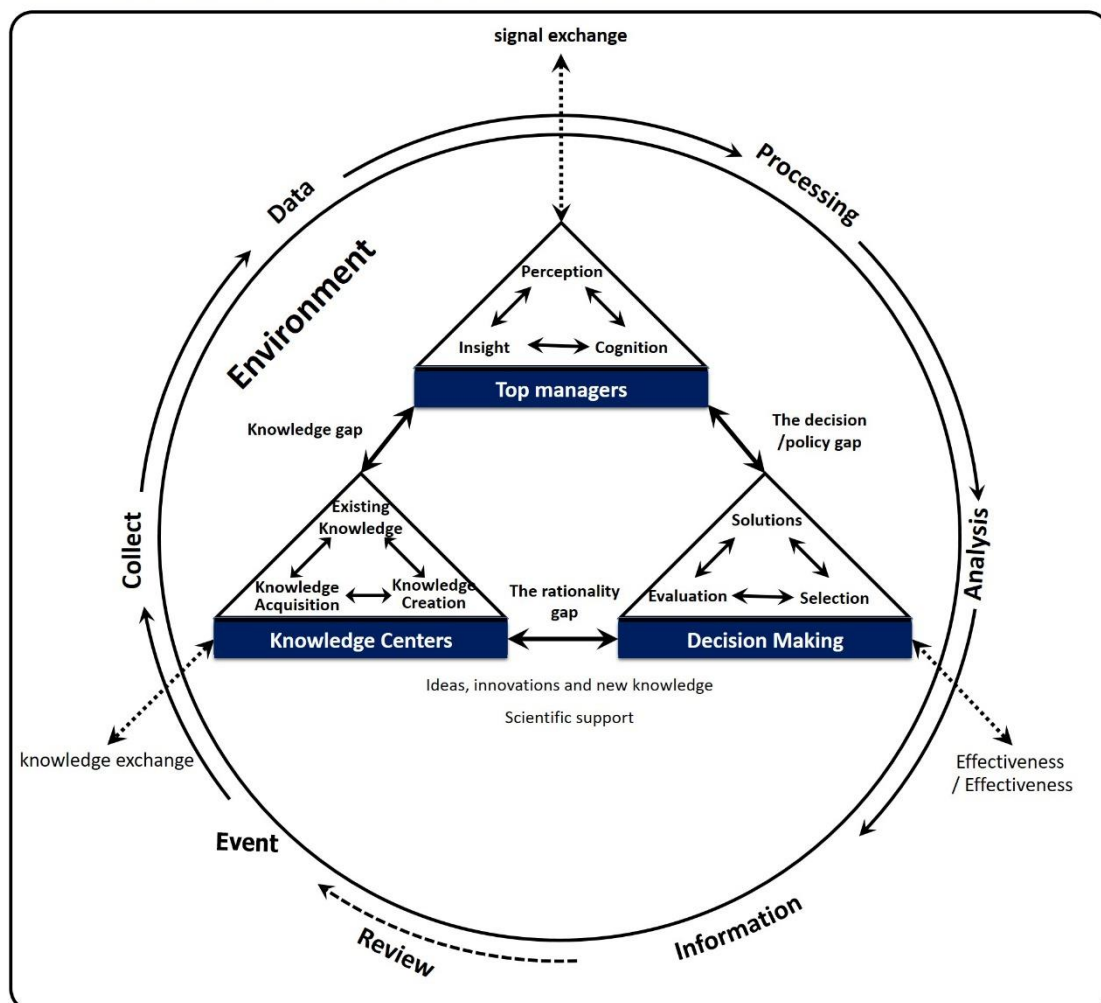 signal exchange
Data
Processing
Environment
Perception
Insight
Cognition
Top managers
Knowledge gap
The decision
/policy gap
Collect
Analysis
Existing
Knowledge
Knowledge
Acquisition
Knowledge
Creation
Knowledge Centers
The rationality
gap
Solutions
Evaluation
Selection
Decision Making
Ideas, innovations and new knowledge
Scientific support
knowledge exchange
Effectiveness
/ Effectiveness
Event
Review
Information